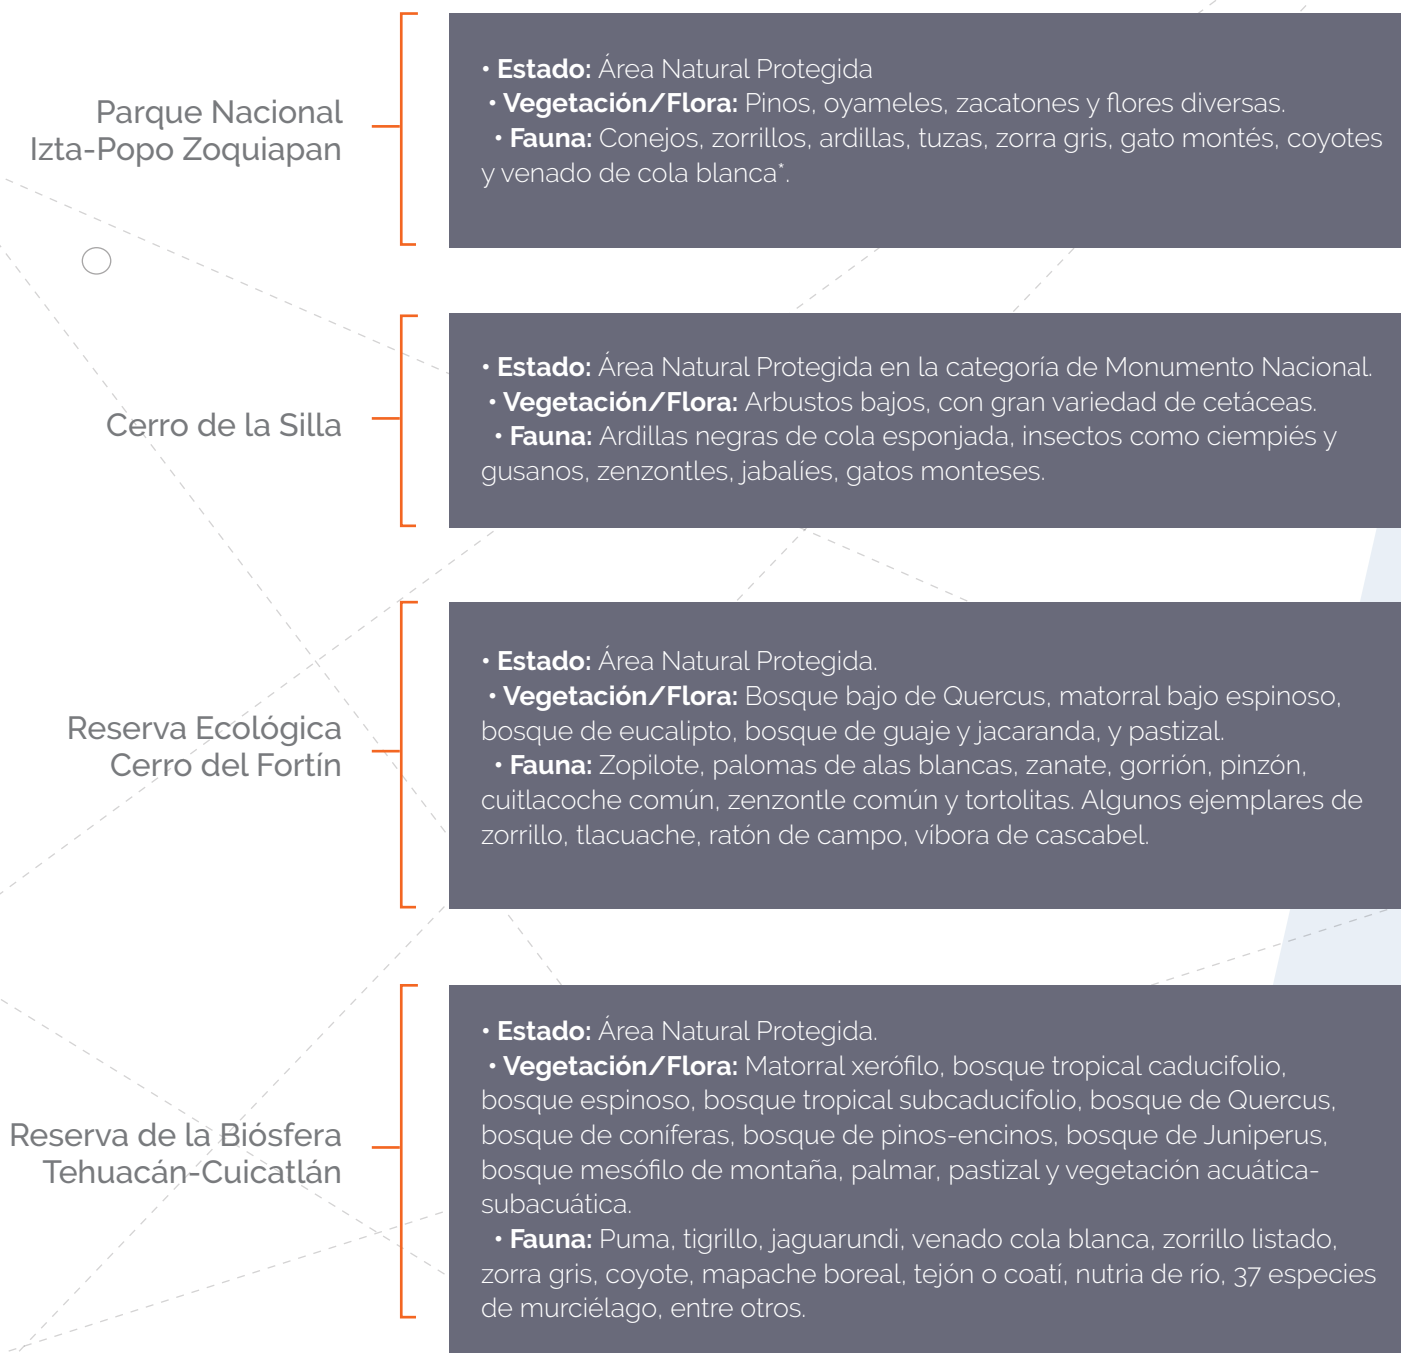 Parque Nacional
Izta-Popo Zoquiapan
• Estado: Área Natural Protegida
• Vegetación/Flora: Pinos, oyameles, zacatones y flores diversas.
• Fauna: Conejos, zorrillos, ardillas, tuzas, zorra gris, gato montés, coyotes
y venado de cola blanca*.
Cerro de la Silla
• Estado: Área Natural Protegida en la categoría de Monumento Nacional.
• Vegetación/Flora: Arbustos bajos, con gran variedad de cetáceas.
• Fauna: Ardillas negras de cola esponjada, insectos como ciempiés y
gusanos, zenzontles, jabalíes, gatos monteses.
Reserva Ecológica
Cerro del Fortín
• Estado: Área Natural Protegida.
• Vegetación/Flora: Bosque bajo de Quercus, matorral bajo espinoso,
bosque de eucalipto, bosque de guaje y jacaranda, y pastizal.
• Fauna: Zopilote, palomas de alas blancas, zanate, gorrión, pinzón,
cuitlacoche común, zenzontle común y tortolitas. Algunos ejemplares de
zorrillo, tlacuache, ratón de campo, víbora de cascabel.
Reserva de la Biósfera
Tehuacán-Cuicatlán
• Estado: Área Natural Protegida.
• Vegetación/Flora: Matorral xerófilo, bosque tropical caducifolio,
bosque espinoso, bosque tropical subcaducifolio, bosque de Quercus,
bosque de coníferas, bosque de pinos-encinos, bosque de Juniperus,
bosque mesófilo de montaña, palmar, pastizal y vegetación acuática-
subacuática.
• Fauna: Puma, tigrillo, jaguarundi, venado cola blanca, zorrillo listado,
zorra gris, coyote, mapache boreal, tejón o coatí, nutria de río, 37 especies
de murciélago, entre otros.